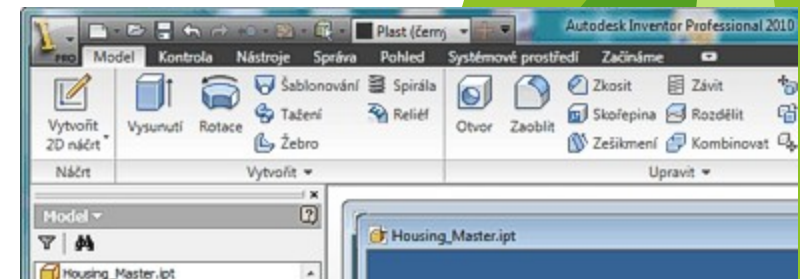 Plast (černý Autodesk Inventor Professional 2010
PRO Model Kontrola Nástroje Správa Pohled Systémové prostředí Začínáme
Vytvořit 2D náčrt
Vysunutí
Rotace
Šablonování
Tažení
Žebro
Spirála
Reliéf
Otvor
Zaoblit
Zkosit
Skořepina
Zešikmení
Závit
Rozdělit
Kombinovat
Náčrt Vytvořit Upravit
Model
Housing_Master.ipt
Housing_Master.ipt